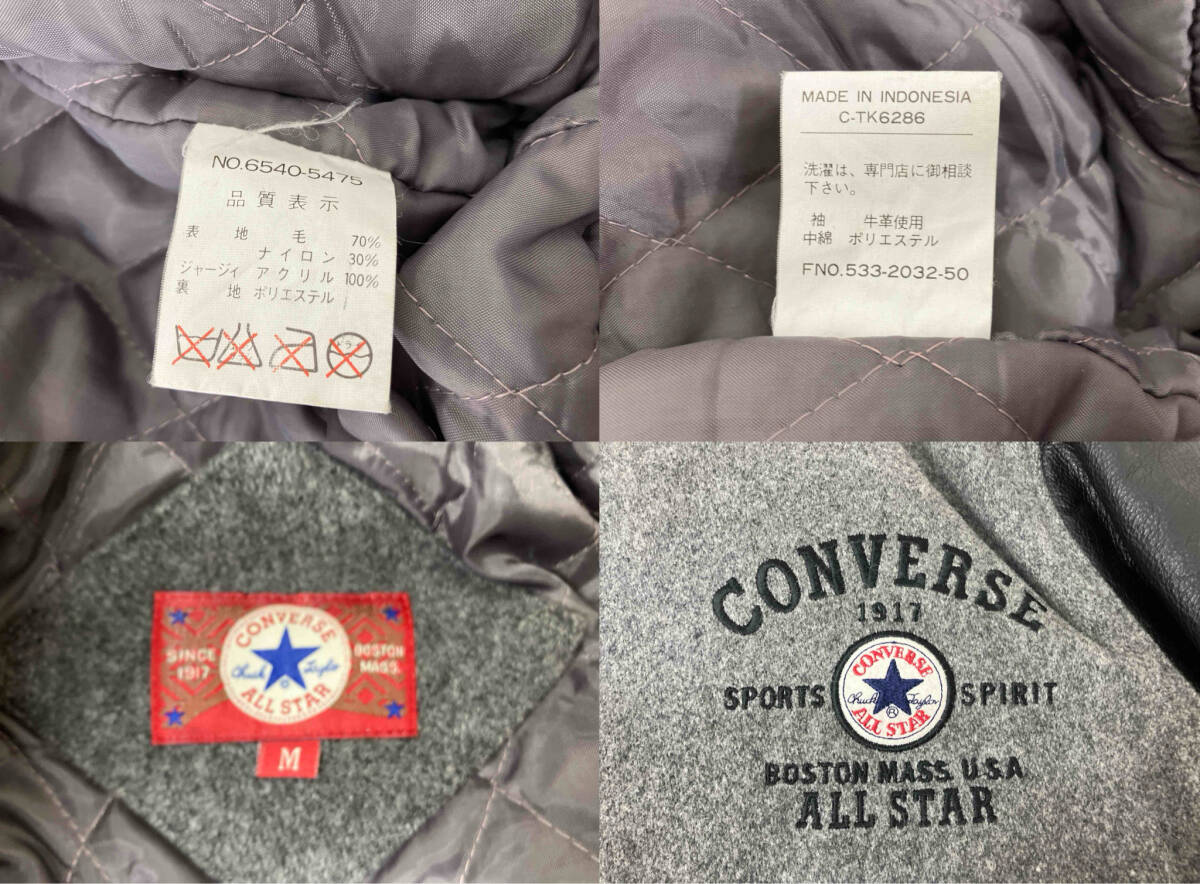 NO.6540-5475
品質表示
表 地 毛 70%
ナイロン 30%
ジャージィ アクリル 100%
裏 地 ポリエステル
MADE IN INDONESIA
C-TK6286
洗濯は、専門店に御相談
下さい。
袖 牛革使用
中綿 ポリエステル
FNO.533-2032-50
CONVERSE
SINCE
1917
Chuck Taylor
BOSTON
MASS.
ALL STAR
M
CONVERSE
1917
SPORTS
CONVERSE
Chuck Taylor
®
ALL STAR
SPIRIT
BOSTON MASS. U.S.A
ALL STAR